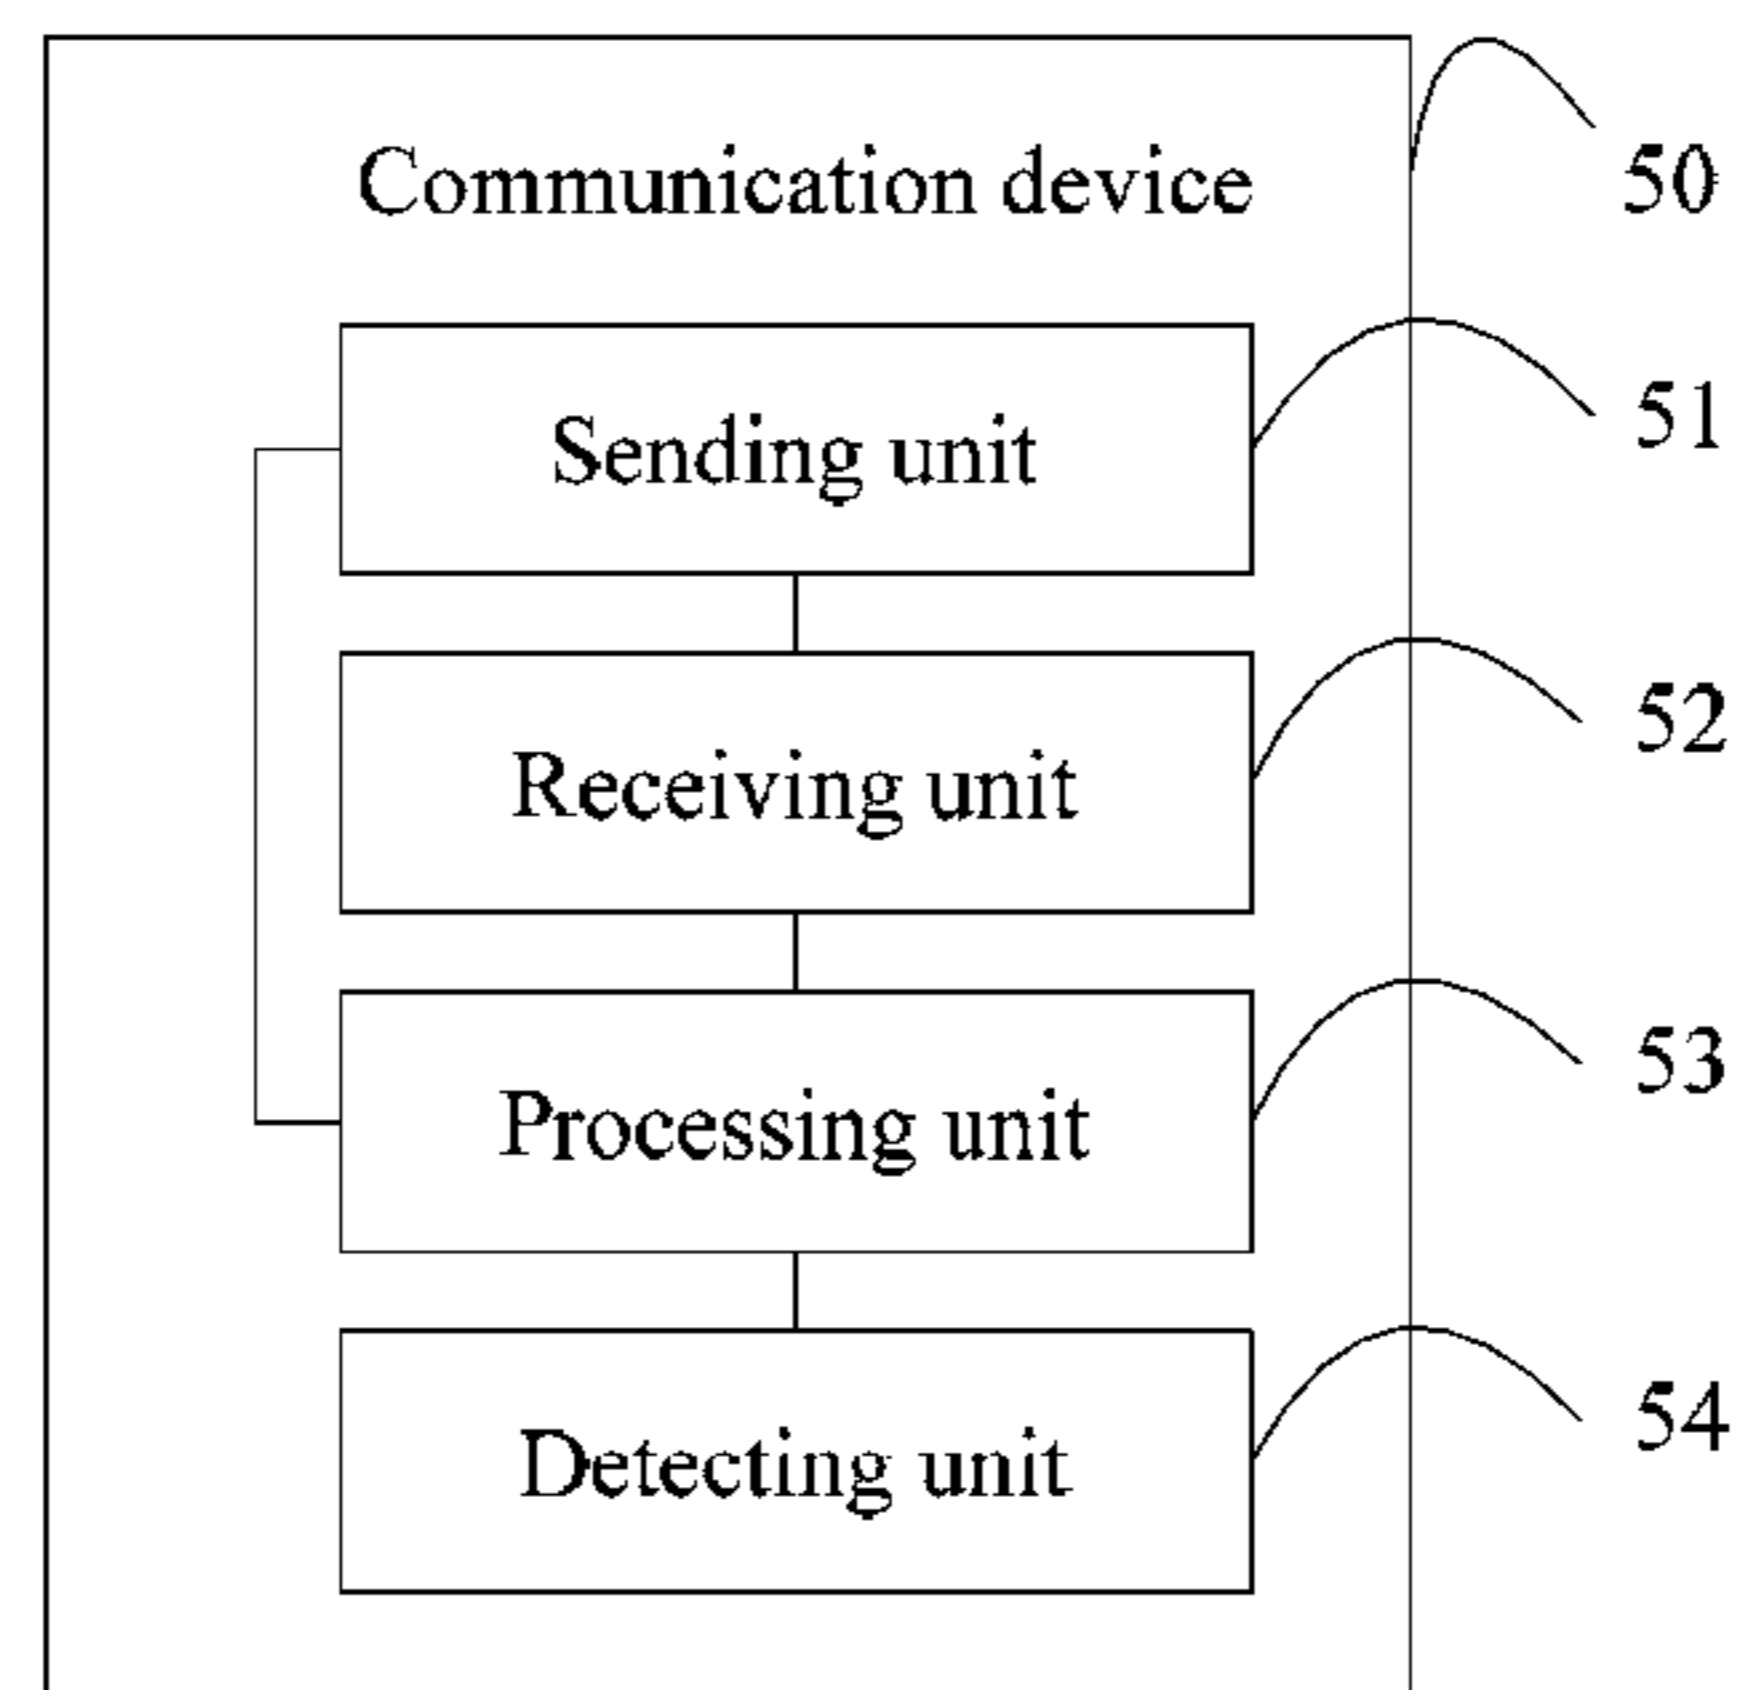 Communication device
50
Sending unit
51
Receiving unit
52
Processing unit
53
Detecting unit
54